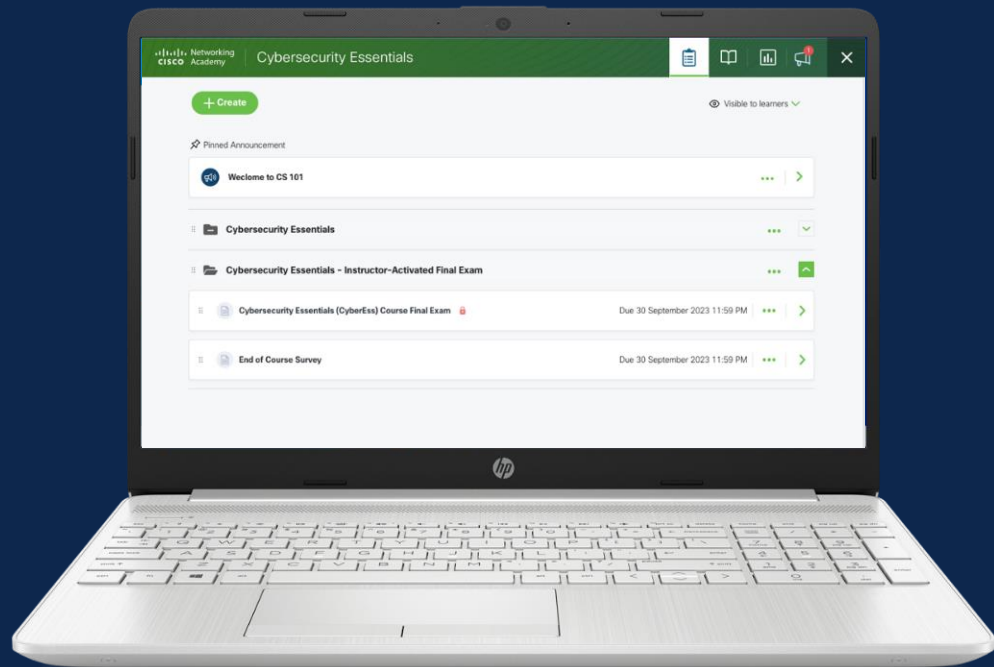 Networking
CISCO Academy
Cybersecurity Essentials
Create
Visible to learners
Pinned Announcement
Weclome to CS 101
Cybersecurity Essentials
Cybersecurity Essentials - Instructor-Activated Final Exam
Cybersecurity Essentials (CyberEss) Course Final Exam
Due 30 September 2023 11:59 PM
End of Course Survey
Due 30 September 2023 11:59 PM
hp